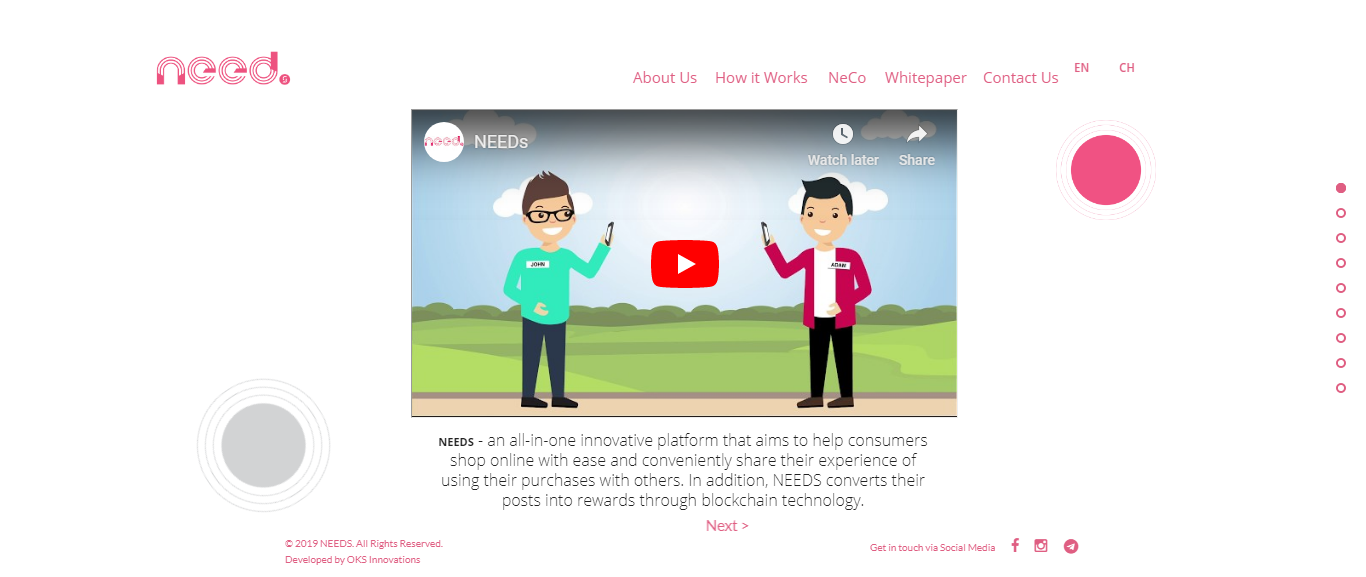 need.
About Us How it Works NeCo Whitepaper Contact Us EN CH
need. NEEDs
Watch later Share
JOHN
ADAM
NEEDS - an all-in-one innovative platform that aims to help consumers
shop online with ease and conveniently share their experience of
using their purchases with others. In addition, NEEDS converts their
posts into rewards through blockchain technology.
Next >
© 2019 NEEDS. All Rights Reserved.
Developed by OKS Innovations
Get in touch via Social Media